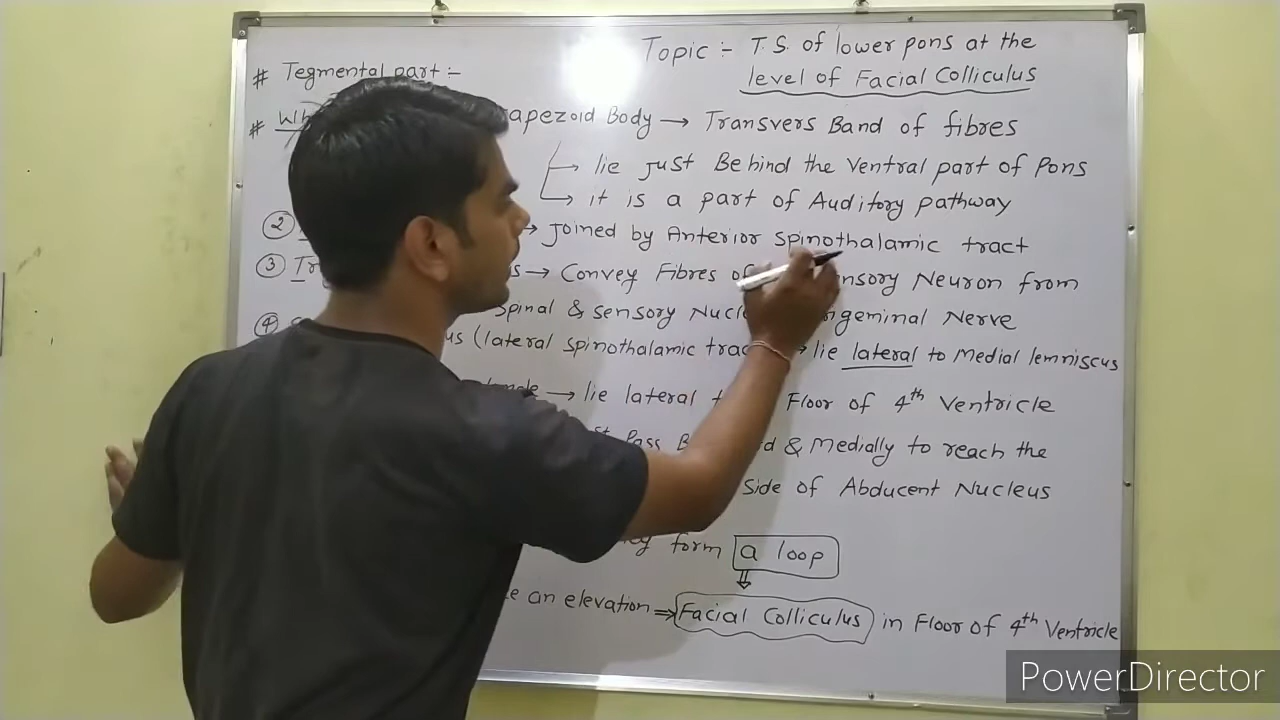 Topic :- T.S. of lower pons at the
level of Facial Colliculus
# Tegmental part :-
# Wh apezoid Body → Transvers Band of fibres
→ lie just Behind the Ventral part of Pons
→ it is a part of Auditory pathway
② → Joined by Anterior Spinothalamic tract
③ Tr s → Convey Fibres of nsory Neuron from
Spinal & sensory Nucl geminal Nerve
④ us (lateral spinothalamic trac → lie lateral to Medial lemniscus
→ lie lateral t Floor of 4th Ventricle
st Pass B d & Medially to reach the
Side of Abducent Nucleus
ey form a loop
⇓
e an elevation ⇒ Facial Colliculus in Floor of 4th Ventricle
PowerDirector